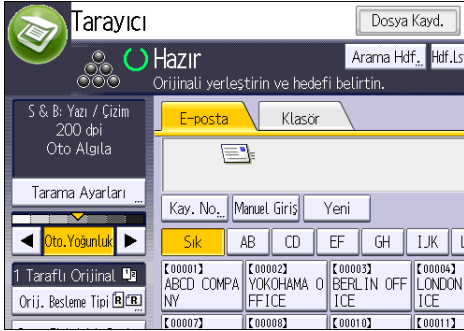 Tarayıcı
Dosya Kayd.
Hazır
Arama Hdf.. Hdf.Ls
Orijinali yerleştirin ve hedefi belirtin.
S & B: Yazı / Çizim
200 dpi
Oto Algıla
Tarama Ayarları ..
Oto.Yoğunluk
1 Taraflı Orijinal
Orij. Besleme Tipi
E-posta Klasör
Kay. No.. Manuel Giriş Yeni
Sık AB CD EF GH IJK L
[00001] [00002] [00003] [00004]
ABCD COMPA YOKOHAMA O BERLIN OFF LONDON
NY FFICE ICE ICE
[00007] [00008] [00010] [00011]